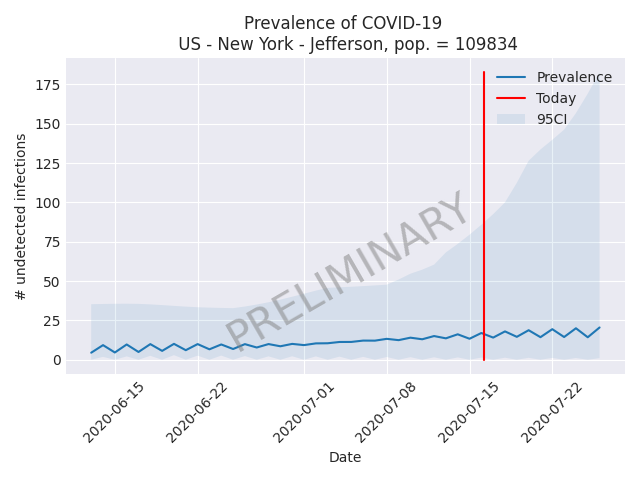 Prevalence of COVID-19
US - New York - Jefferson, pop. = 109834
Prevalence
Today
95CI
PRELIMINARY
# undetected infections
175
150
125
100
75
50
25
0
2020-06-15
2020-06-22
2020-07-01
2020-07-08
2020-07-15
2020-07-22
Date